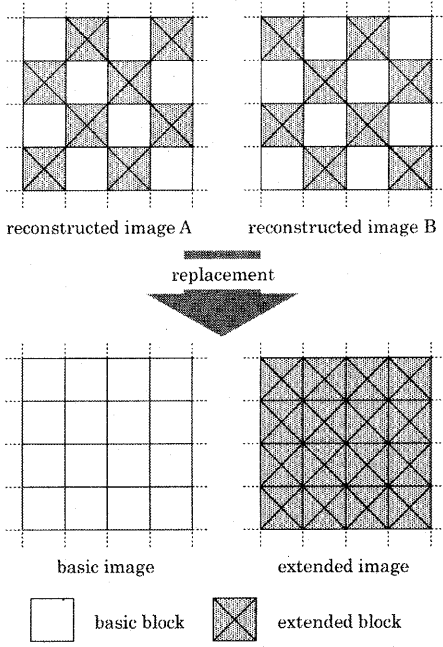 reconstructed image A
reconstructed image B
replacement
basic image
extended image
basic block
extended block